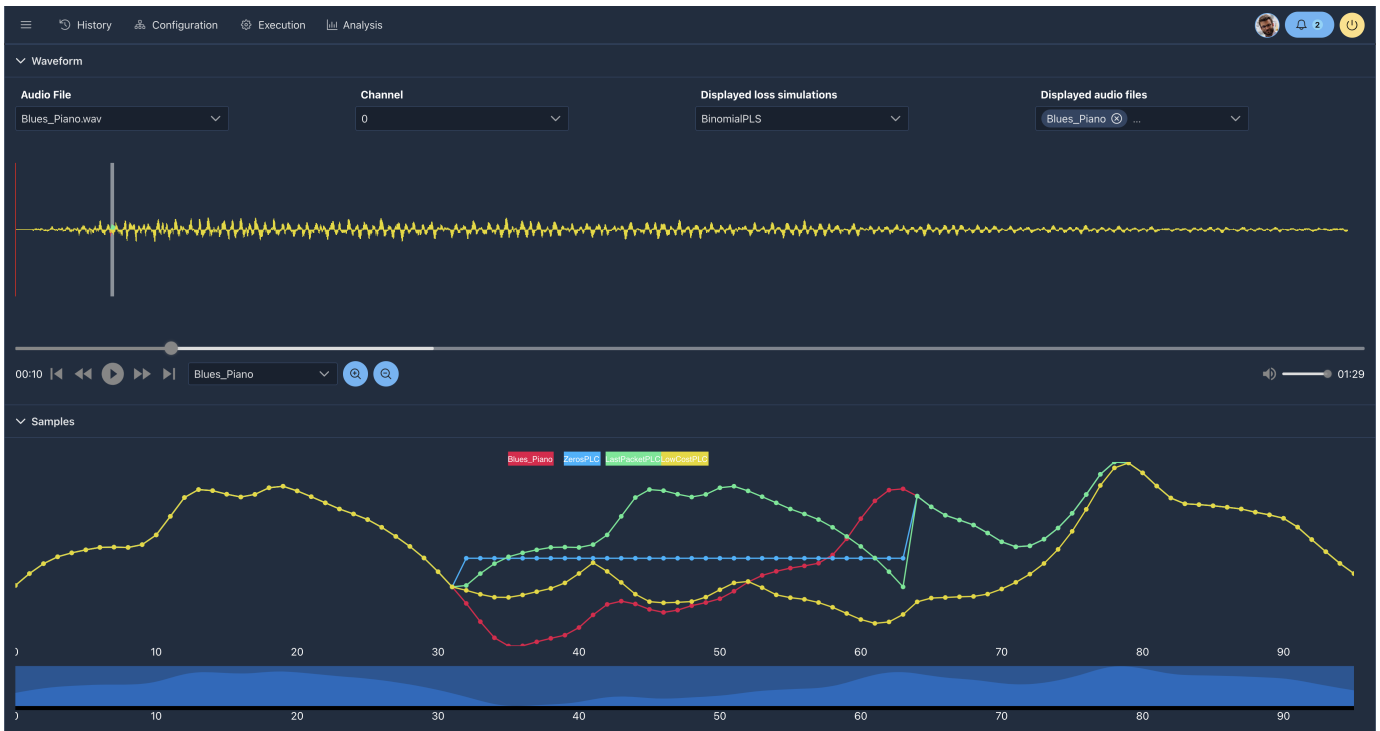 History Configuration Execution Analysis 2
Waveform
Audio File Channel Displayed loss simulations Displayed audio files
Blues_Piano.wav 0 BinomialPLS Blues_Piano ...
00:10 Blues_Piano 01:29
Samples
Blues_Piano ZerosPLC LastPacketPLC LowCostPLC
0 10 20 30 40 50 60 70 80 90
0 10 20 30 40 50 60 70 80 90